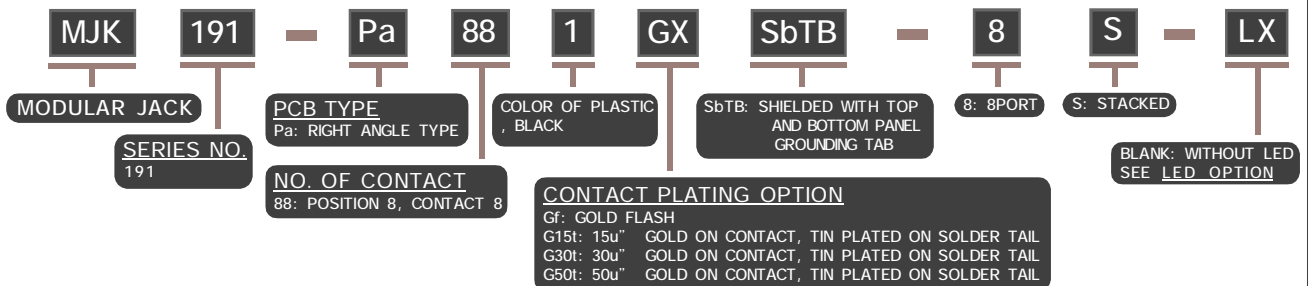 MJK 191 - Pa 88 1 GX SbTB - 8 S - LX
MODULAR JACK
SERIES NO.
191
PCB TYPE
Pa: RIGHT ANGLE TYPE
NO. OF CONTACT
88: POSITION 8, CONTACT 8
COLOR OF PLASTIC
, BLACK
CONTACT PLATING OPTION
Gf: GOLD FLASH
G15t: 15u” GOLD ON CONTACT, TIN PLATED ON SOLDER TAIL
G30t: 30u” GOLD ON CONTACT, TIN PLATED ON SOLDER TAIL
G50t: 50u” GOLD ON CONTACT, TIN PLATED ON SOLDER TAIL
SbTB: SHIELDED WITH TOP
AND BOTTOM PANEL
GROUNDING TAB
8: 8PORT
S: STACKED
BLANK: WITHOUT LED
SEE LED OPTION